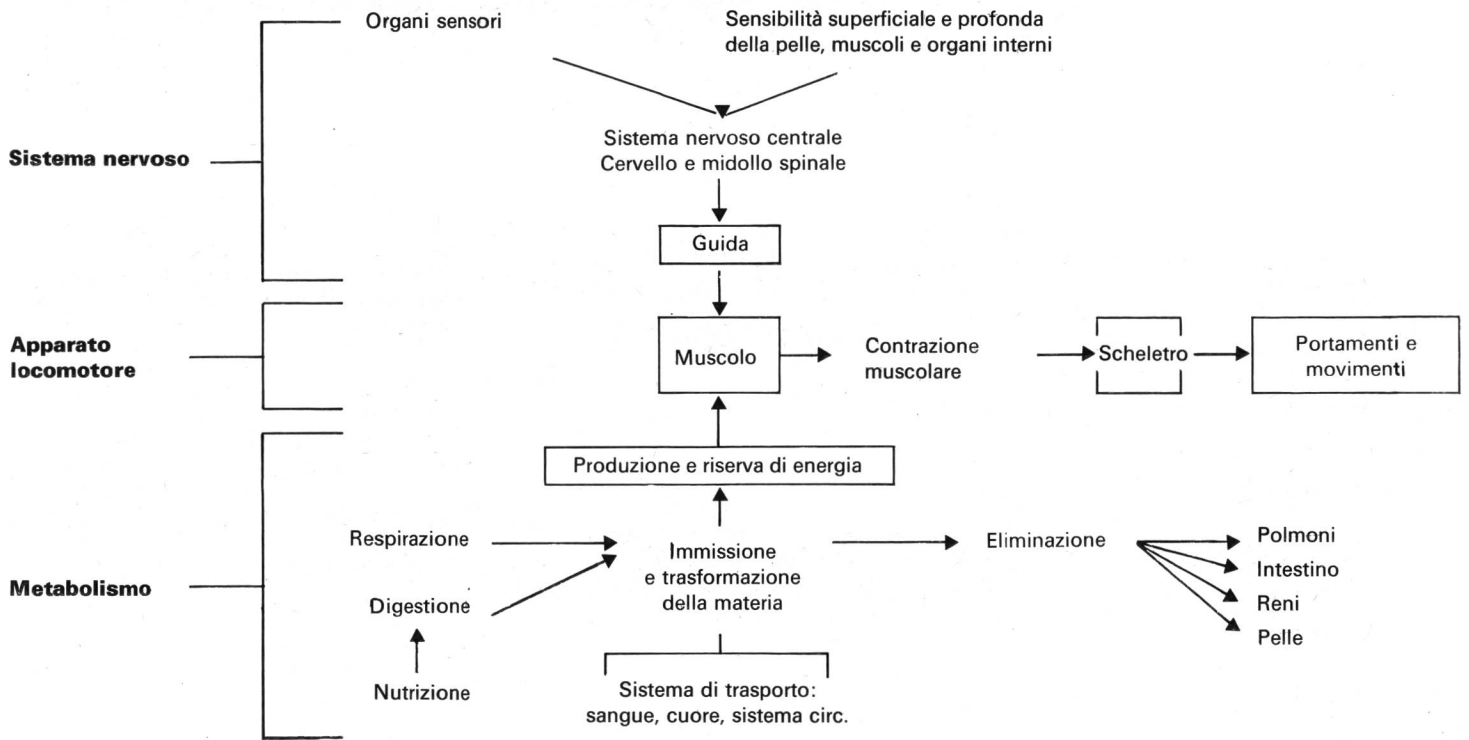 Organi sensori
Sensibilità superficiale e profonda
della pelle, muscoli e organi interni
Sistema nervoso
Sistema nervoso centrale
Cervello e midollo spinale
Guida
Apparato
locomotore
Muscolo
Contrazione
muscolare
Scheletro
Portamenti e
movimenti
Produzione e riserva di energia
Metabolismo
Respirazione
Digestione
Nutrizione
Immissione
e trasformazione
della materia
Eliminazione
Polmoni
Intestino
Reni
Pelle
Sistema di trasporto:
sangue, cuore, sistema circ.